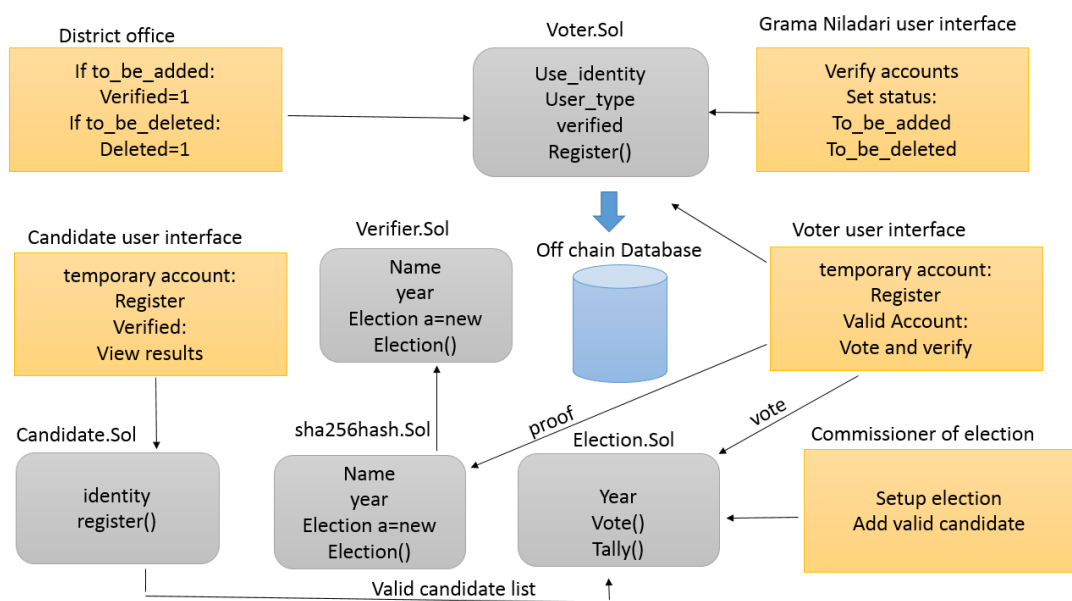 District office
If to_be_added:
Verified=1
If to_be_deleted:
Deleted=1
Voter.Sol
Use_identity
User_type
verified
Register()
Grama Niladari user interface
Verify accounts
Set status:
To_be_added
To_be_deleted
Candidate user interface
temporary account:
Register
Verified:
View results
Verifier.Sol
Name
year
Election a=new
Election()
Off chain Database
Voter user interface
temporary account:
Register
Valid Account:
Vote and verify
Candidate.Sol
identity
register()
sha256hash.Sol
Name
year
Election a=new
Election()
proof
vote
Election.Sol
Year
Vote()
Tally()
Commissioner of election
Setup election
Add valid candidate
Valid candidate list